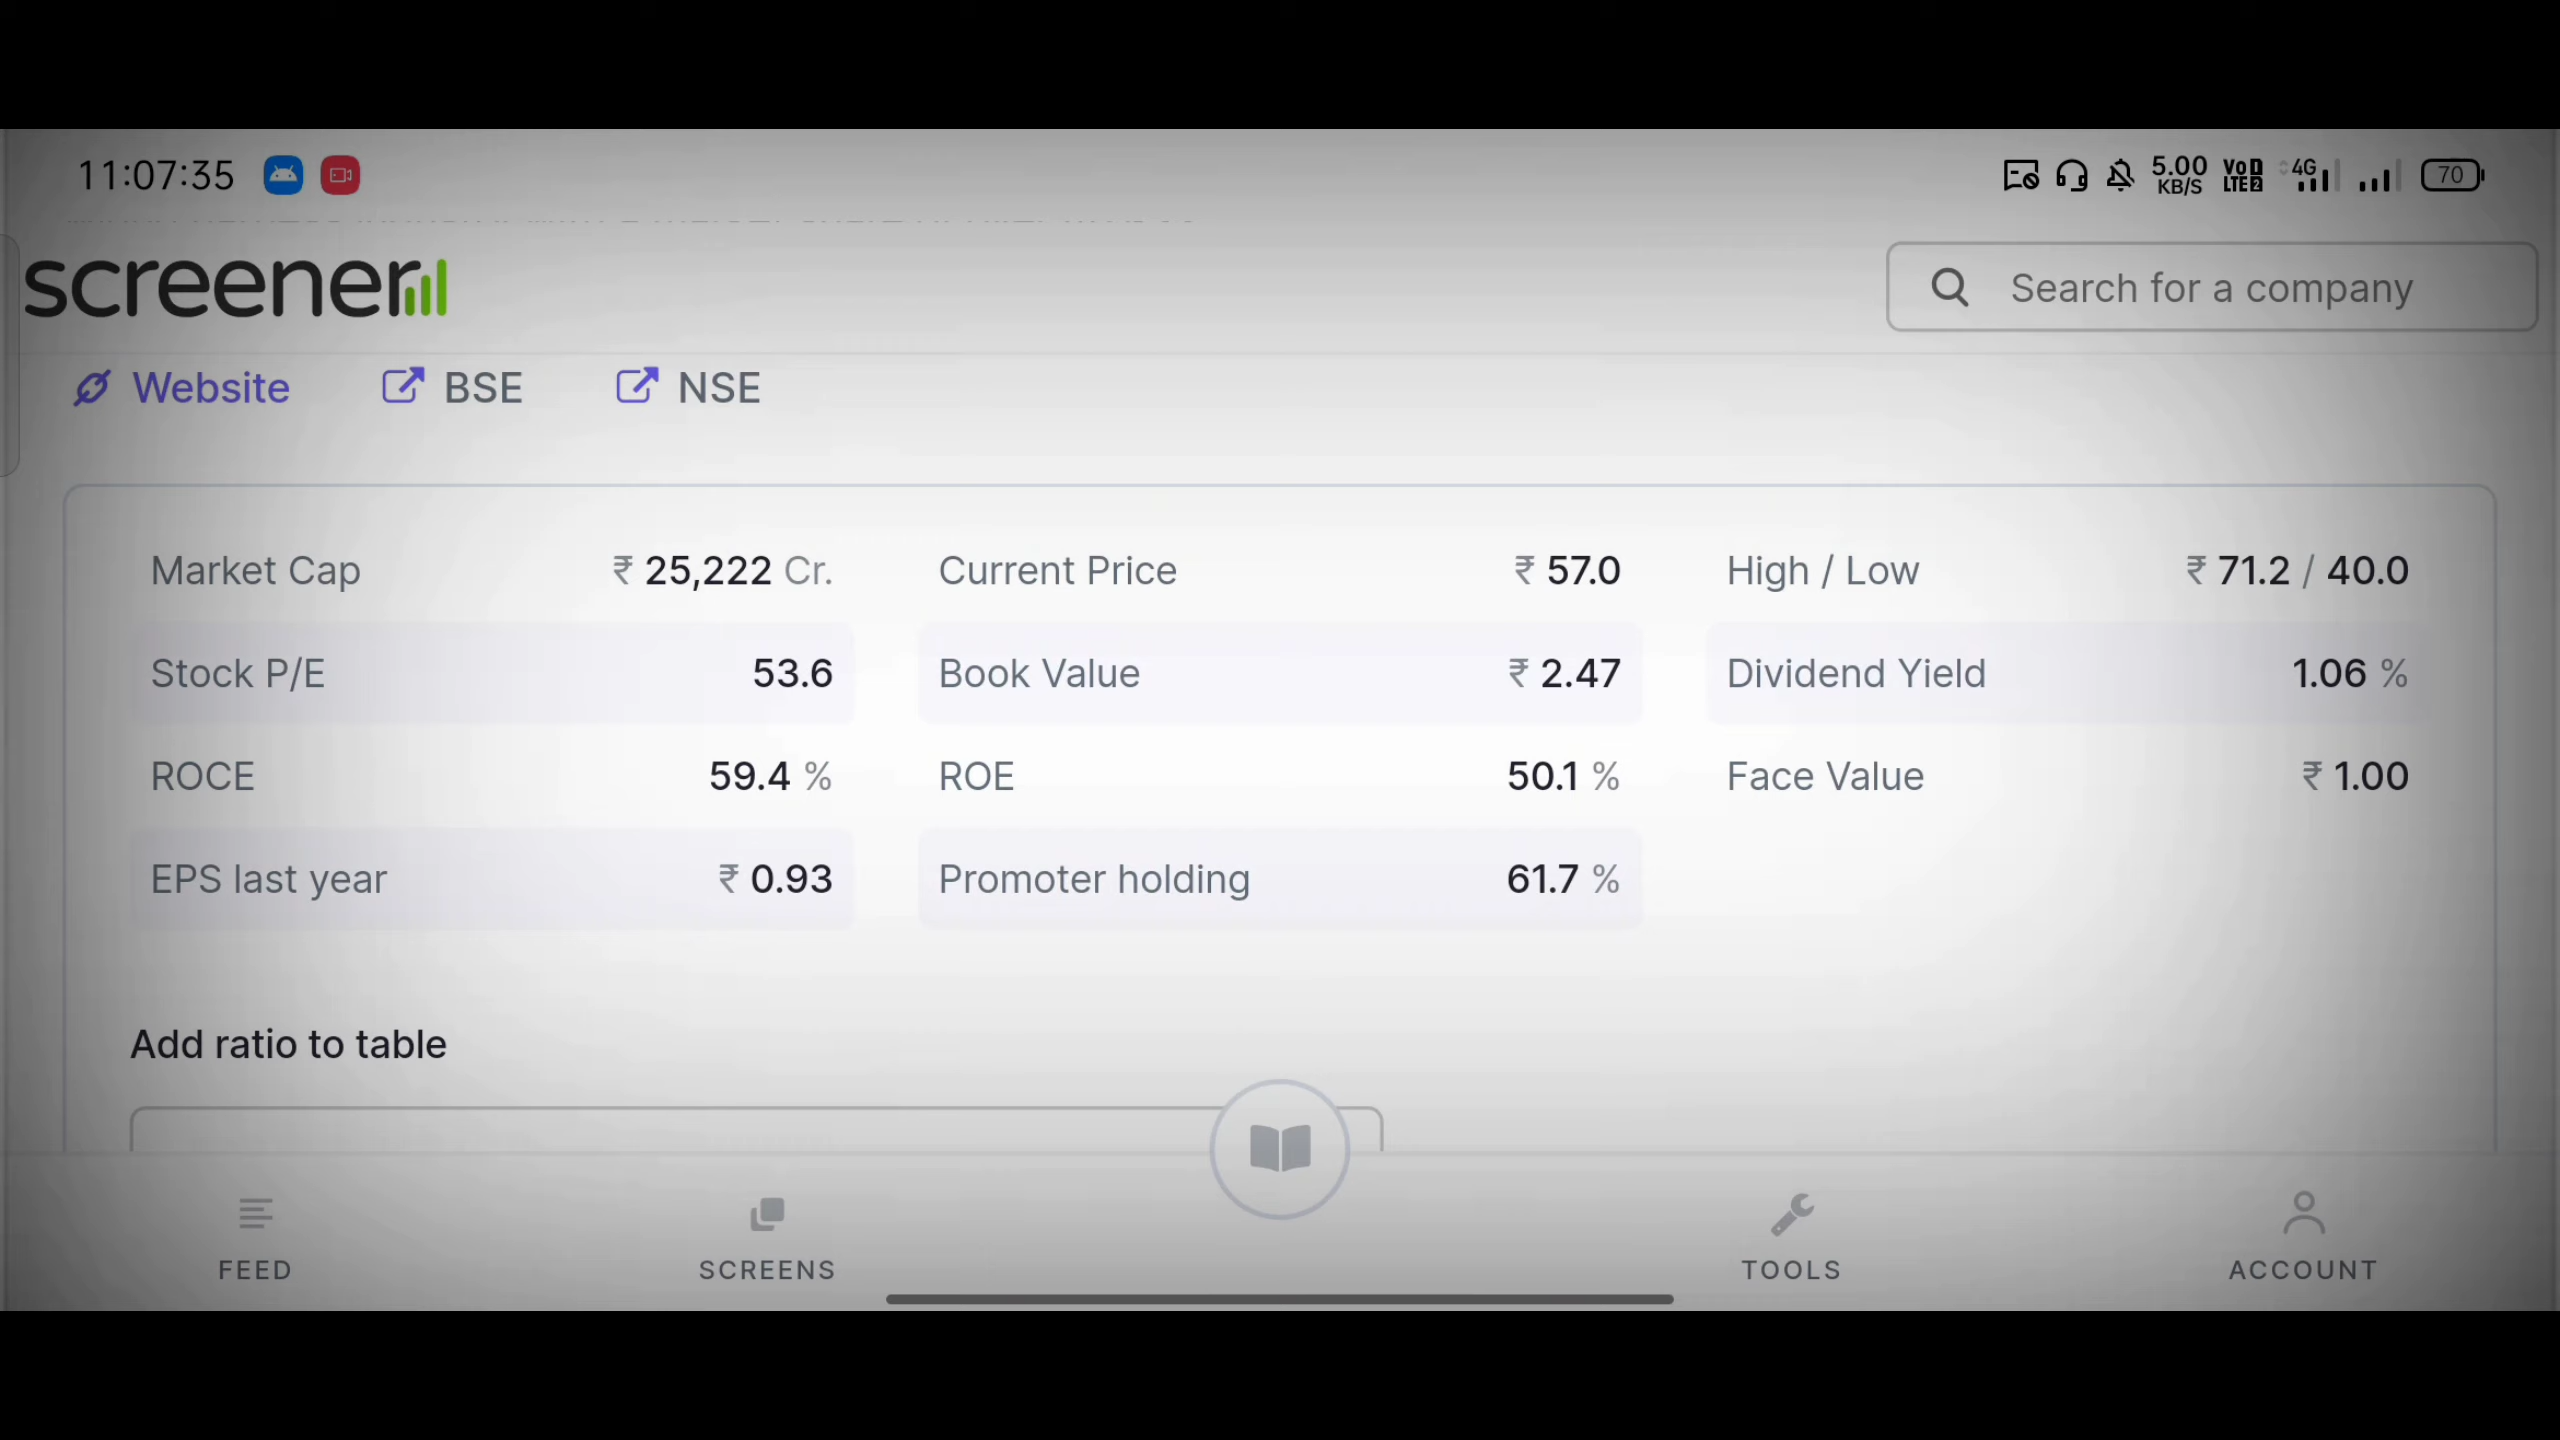 11:07:35 5.00 KB/S VoLTE 1 2 4G 70
screener Search for a company
Website BSE NSE
Market Cap ₹ 25,222 Cr. Current Price ₹ 57.0 High / Low ₹ 71.2 / 40.0
Stock P/E 53.6 Book Value ₹ 2.47 Dividend Yield 1.06 %
ROCE 59.4 % ROE 50.1 % Face Value ₹ 1.00
EPS last year ₹ 0.93 Promoter holding 61.7 %
Add ratio to table
FEED SCREENS TOOLS ACCOUNT